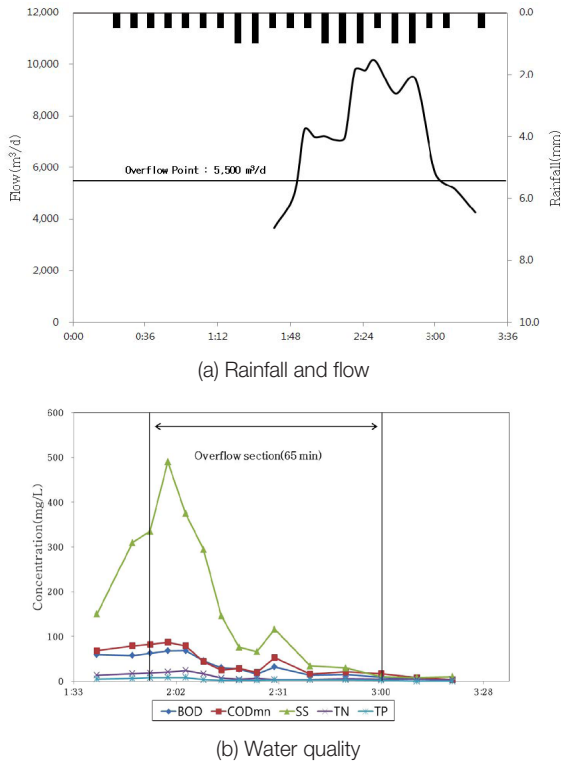 12,000
10,000
8,000
6,000
4,000
2,000
0
Flow(m³/d)
0.0
2.0
4.0
6.0
8.0
10.0
Rainfall(mm)
Overflow Point : 5,500 m³/d
0:00 0:36 1:12 1:48 2:24 3:00 3:36
(a) Rainfall and flow
600
500
400
300
200
100
0
Concentration(mg/L)
Overflow section(65 min)
1:33 2:02 2:31 3:00 3:28
BOD CODmn SS TN TP
(b) Water quality